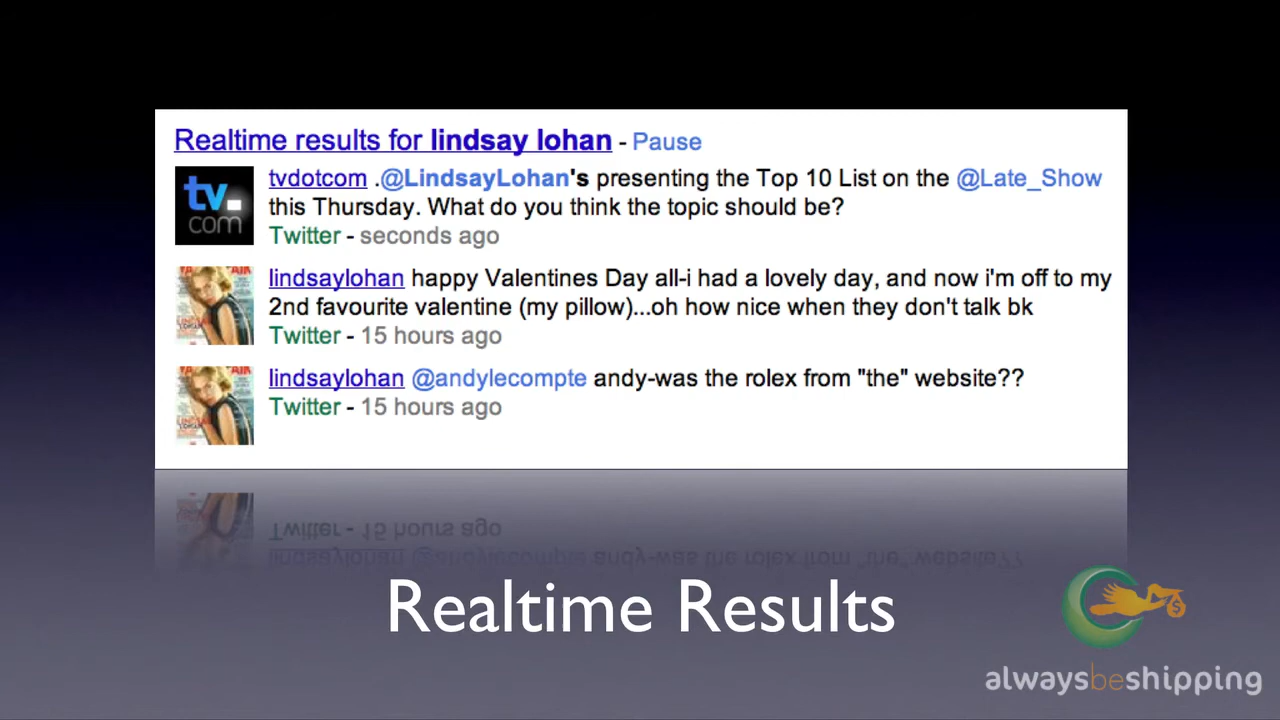 Realtime results for lindsay lohan - Pause
tv.
com
tvdotcom .@LindsayLohan's presenting the Top 10 List on the @Late_Show
this Thursday. What do you think the topic should be?
Twitter - seconds ago
lindsaylohan happy Valentines Day all-i had a lovely day, and now i'm off to my
2nd favourite valentine (my pillow)...oh how nice when they don't talk bk
Twitter - 15 hours ago
lindsaylohan @andylecompte andy-was the rolex from "the" website??
Twitter - 15 hours ago
Realtime Results
$
alwaysbeshipping